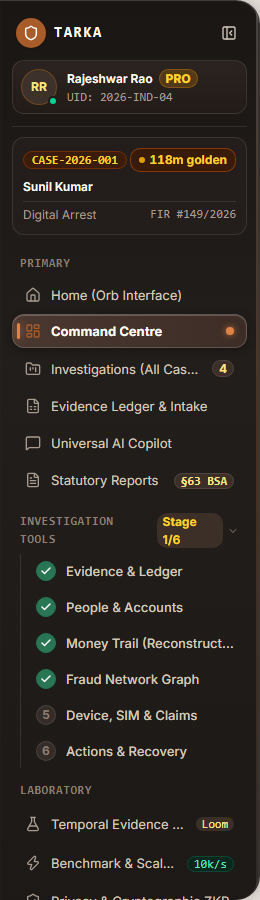 TARKA
RR
Rajeshwar Rao PRO
UID: 2026-IND-04
CASE-2026-001 118m golden
Sunil Kumar
Digital Arrest FIR #149/2026
PRIMARY
Home (Orb Interface)
Command Centre
Investigations (All Cas... 4
Evidence Ledger & Intake
Universal AI Copilot
Statutory Reports §63 BSA
INVESTIGATION
TOOLS
Stage
1/6
Evidence & Ledger
People & Accounts
Money Trail (Reconstruct...
Fraud Network Graph
5 Device, SIM & Claims
6 Actions & Recovery
LABORATORY
Temporal Evidence ... Loom
Benchmark & Scal... 10k/s
Privacy & Cryptographic ZKP